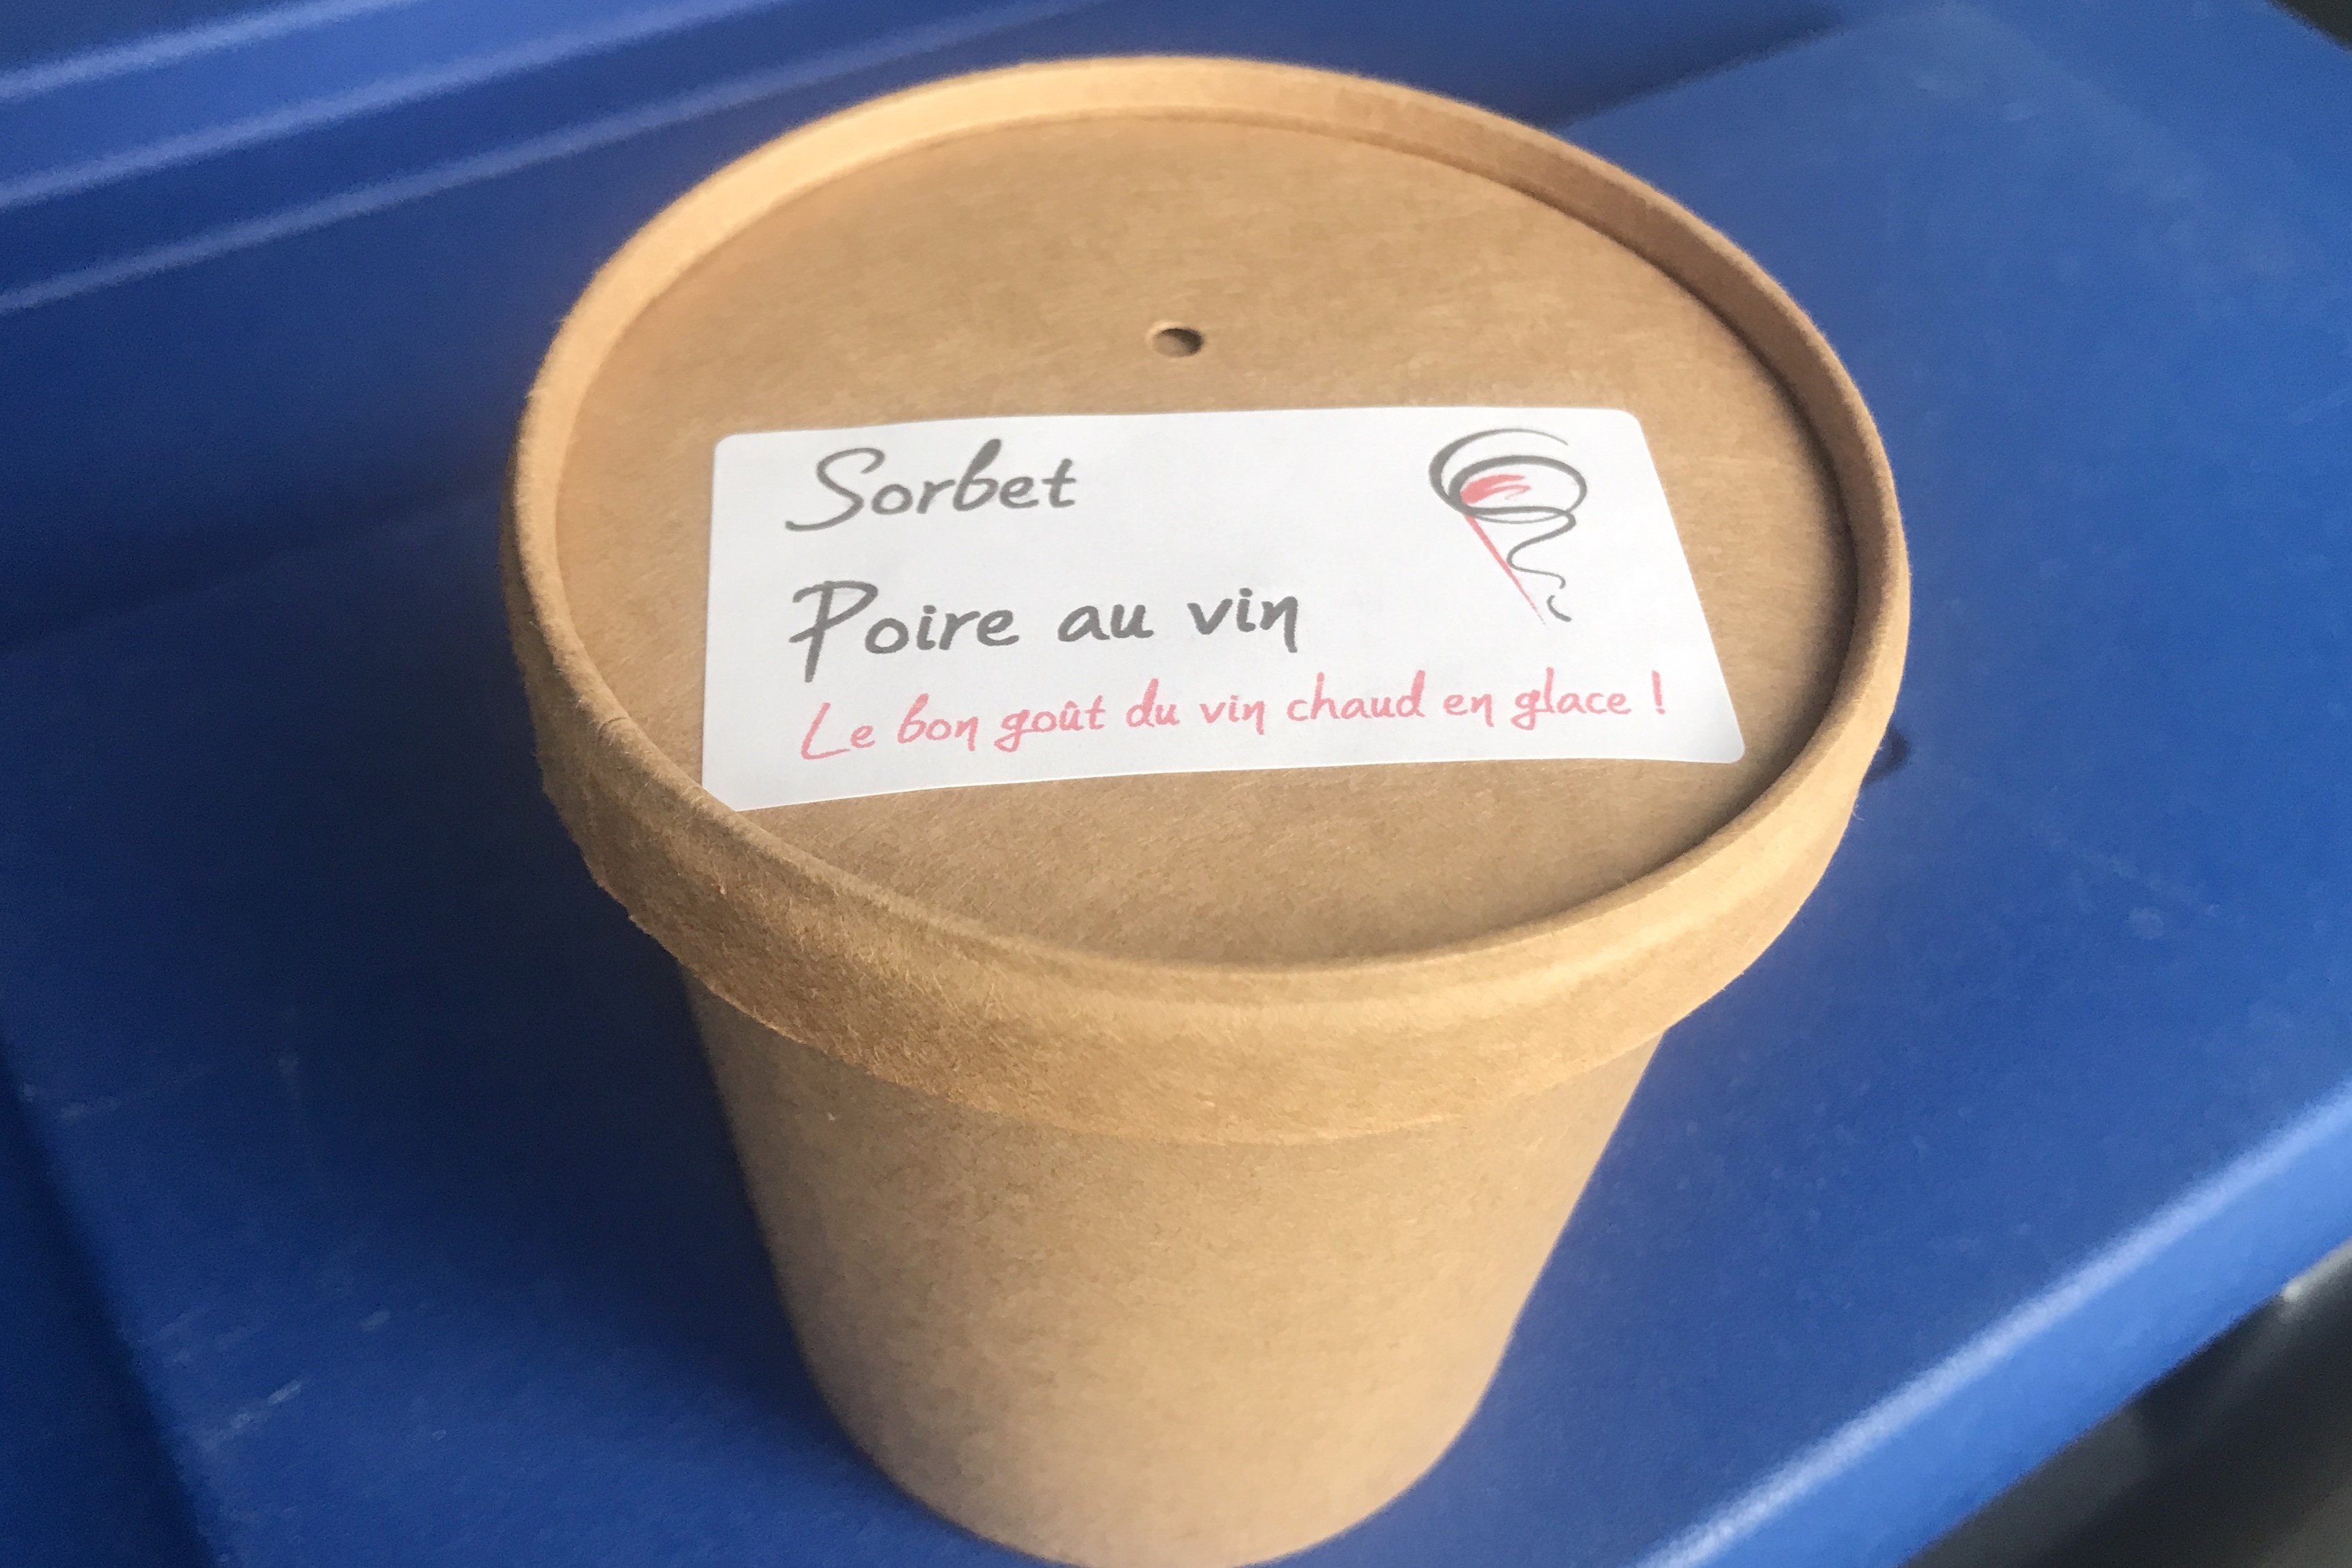 Sorbet
Poire au vin
Le bon goût du vin chaud en glace !